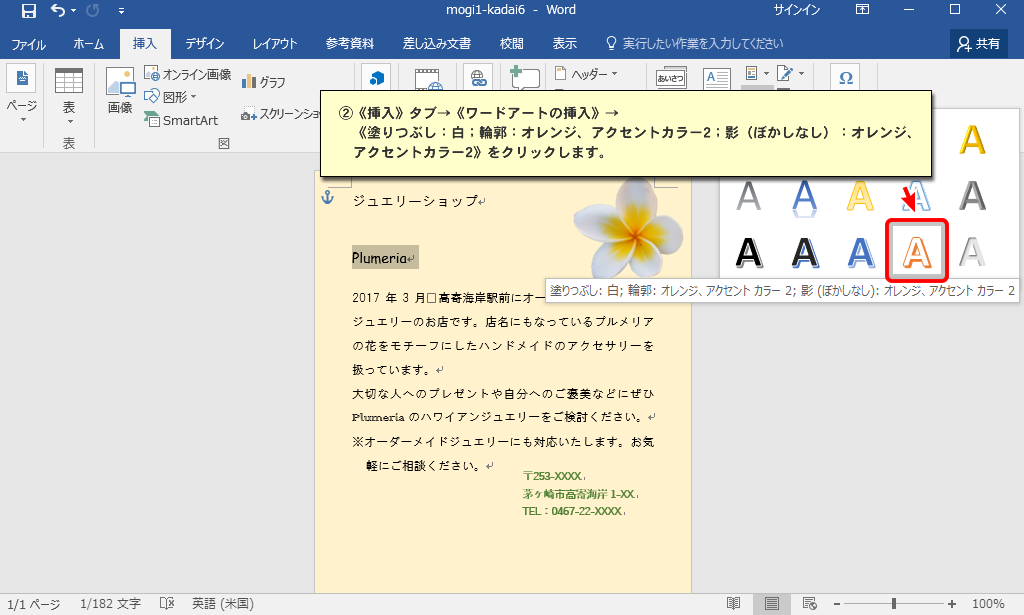 mogi1-kadai6 - Word
サインイン
ファイル ホーム 挿入 デザイン レイアウト 参考資料 差し込み文書 校閲 表示 実行したい作業を入力してください 共有
ページ
表
画像
オンライン画像
図形
SmartArt
グラフ
スクリーンショ
ヘッダー
あいさつ
A
Ω
表
図
②《挿入》タブ→《ワードアートの挿入》→
《塗りつぶし：白；輪郭：オレンジ、アクセントカラー2；影（ぼかしなし）：オレンジ、
アクセントカラー2》をクリックします。
A
A A A A A
A A A A A
塗りつぶし: 白; 輪郭: オレンジ、アクセント カラー 2; 影 (ぼかしなし): オレンジ、アクセント カラー 2
ジュエリーショップ
Plumeria
2017 年 3 月□高寄海岸駅前にオー
ジュエリーのお店です。店名にもなっているプルメリア
の花をモチーフにしたハンドメイドのアクセサリーを
扱っています。
大切な人へのプレゼントや自分へのご褒美などにぜひ
Plumeria のハワイアンジュエリーをご検討ください。
※オーダーメイドジュエリーにも対応いたします。お気
軽にご相談ください。
〒253-XXXX
茅ヶ崎市高寄海岸 1-XX
TEL：0467-22-XXXX
1/1 ページ 1/182 文字 英語 (米国) 100%